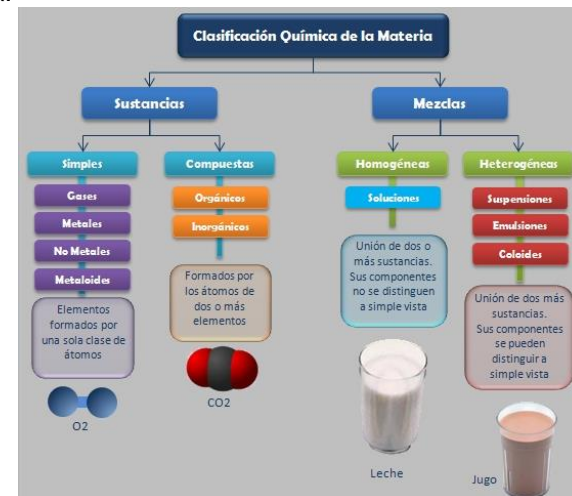 Clasificación Química de la Materia
Sustancias
Mezclas
Simples
Compuestas
Homogéneas
Heterogéneas
Gases
Metales
No Metales
Metaloides
Orgánicos
Inorgánicos
Soluciones
Suspensiones
Emulsiones
Coloides
Elementos
formados por
una sola clase de
átomos
Formados por
los átomos de
dos o más
elementos
Unión de dos o
más sustancias.
Sus componentes
no se distinguen
a simple vista
Unión de dos más
sustancias.
Sus componentes
se pueden
distinguir a
simple vista
O2
CO2
Leche
Jugo